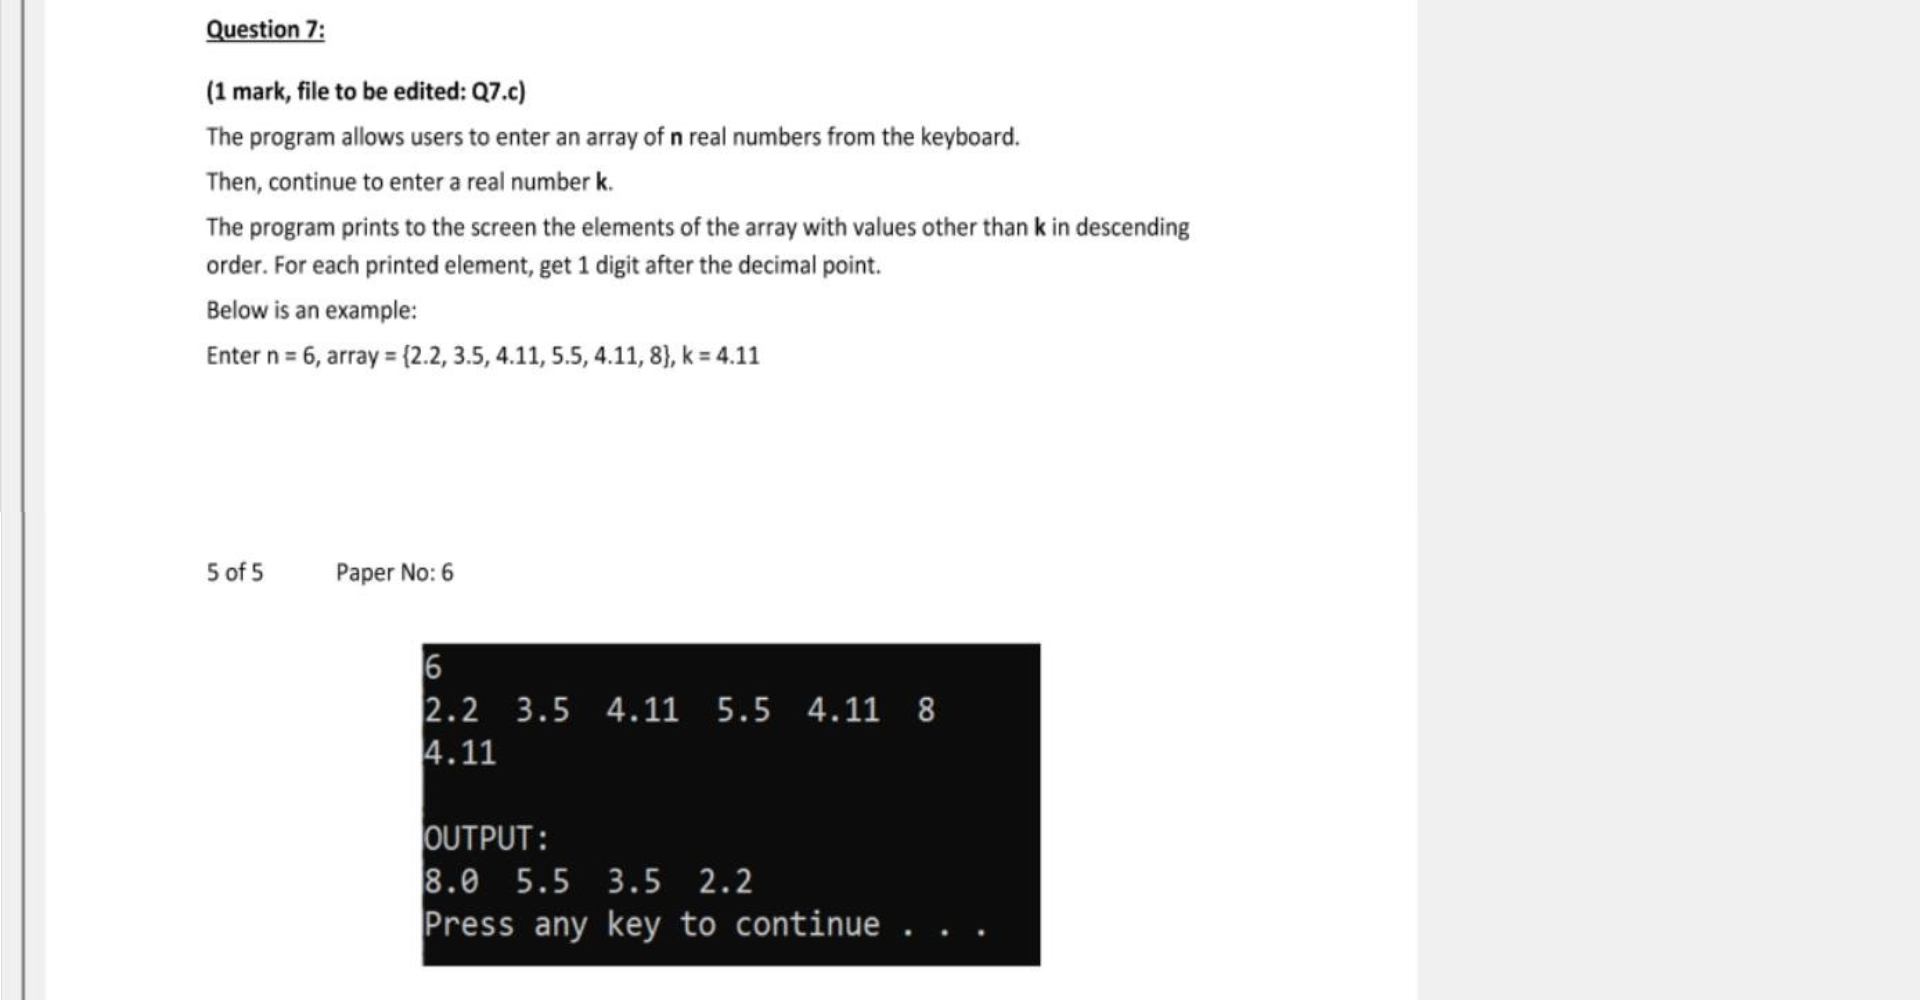 Question 7:
(1 mark, file to be edited: Q7.c)
The program allows users to enter an array of n real numbers from the keyboard.
Then, continue to enter a real number k.
The program prints to the screen the elements of the array with values other than k in descending
order. For each printed element, get 1 digit after the decimal point.
Below is an example:
Enter n = 6, array = {2.2, 3.5, 4.11, 5.5, 4.11, 8}, k = 4.11
5 of 5 Paper No: 6
6
2.2 3.5 4.11 5.5 4.11 8
4.11
OUTPUT:
8.0 5.5 3.5 2.2
Press any key to continue . . .